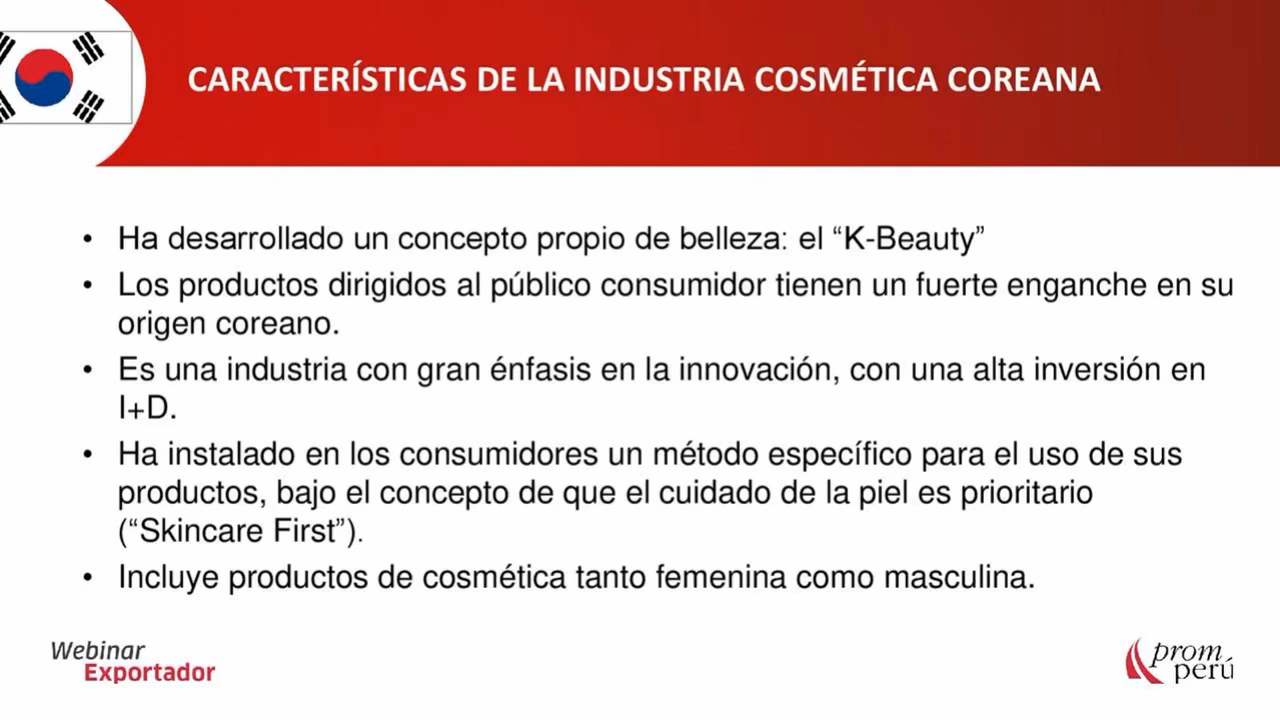 CARACTERÍSTICAS DE LA INDUSTRIA COSMÉTICA COREANA
• Ha desarrollado un concepto propio de belleza: el “K-Beauty”
• Los productos dirigidos al público consumidor tienen un fuerte enganche en su
origen coreano.
• Es una industria con gran énfasis en la innovación, con una alta inversión en
I+D.
• Ha instalado en los consumidores un método específico para el uso de sus
productos, bajo el concepto de que el cuidado de la piel es prioritario
(“Skincare First”).
• Incluye productos de cosmética tanto femenina como masculina.
Webinar
Exportador
prom
perú